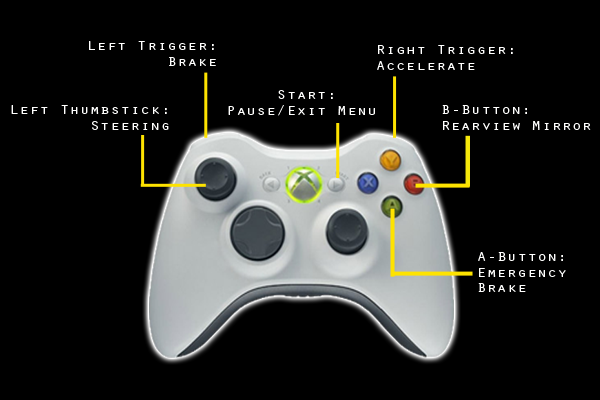 Left Trigger:
Brake
Right Trigger:
Accelerate
Start:
Pause/Exit Menu
Left Thumbstick:
Steering
B-Button:
Rearview Mirror
Y
X
A
A-Button:
Emergency
Brake